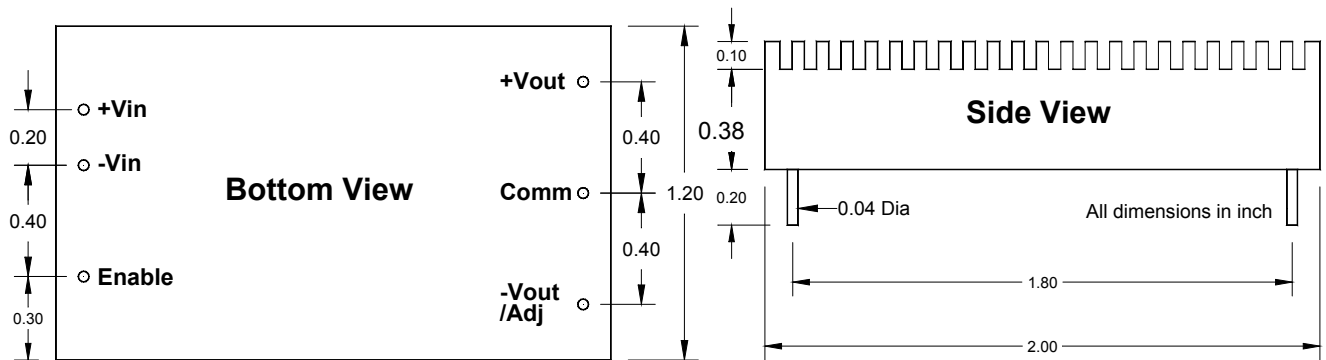 +Vin
0.20
-Vin
0.40
Enable
0.30
Bottom View
+Vout
0.40
Comm
1.20
0.40
-Vout
/Adj
0.10
Side View
0.38
0.20
0.04 Dia
All dimensions in inch
1.80
2.00